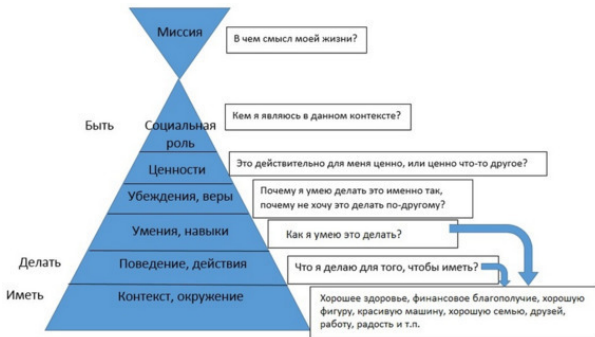 Миссия
В чем смысл моей жизни?
Быть
Социальная
роль
Кем я являюсь в данном контексте?
Ценности
Это действительно для меня ценно, или ценно что-то другое?
Убеждения, веры
Почему я умею делать это именно так,
почему не хочу это делать по-другому?
Умения, навыки
Как я умею это делать?
Делать
Поведение, действия
Что я делаю для того, чтобы иметь?
Иметь
Контекст, окружение
Хорошее здоровье, финансовое благополучие, хорошую
фигуру, красивую машину, хорошую семью, друзей,
работу, радость и т.п.